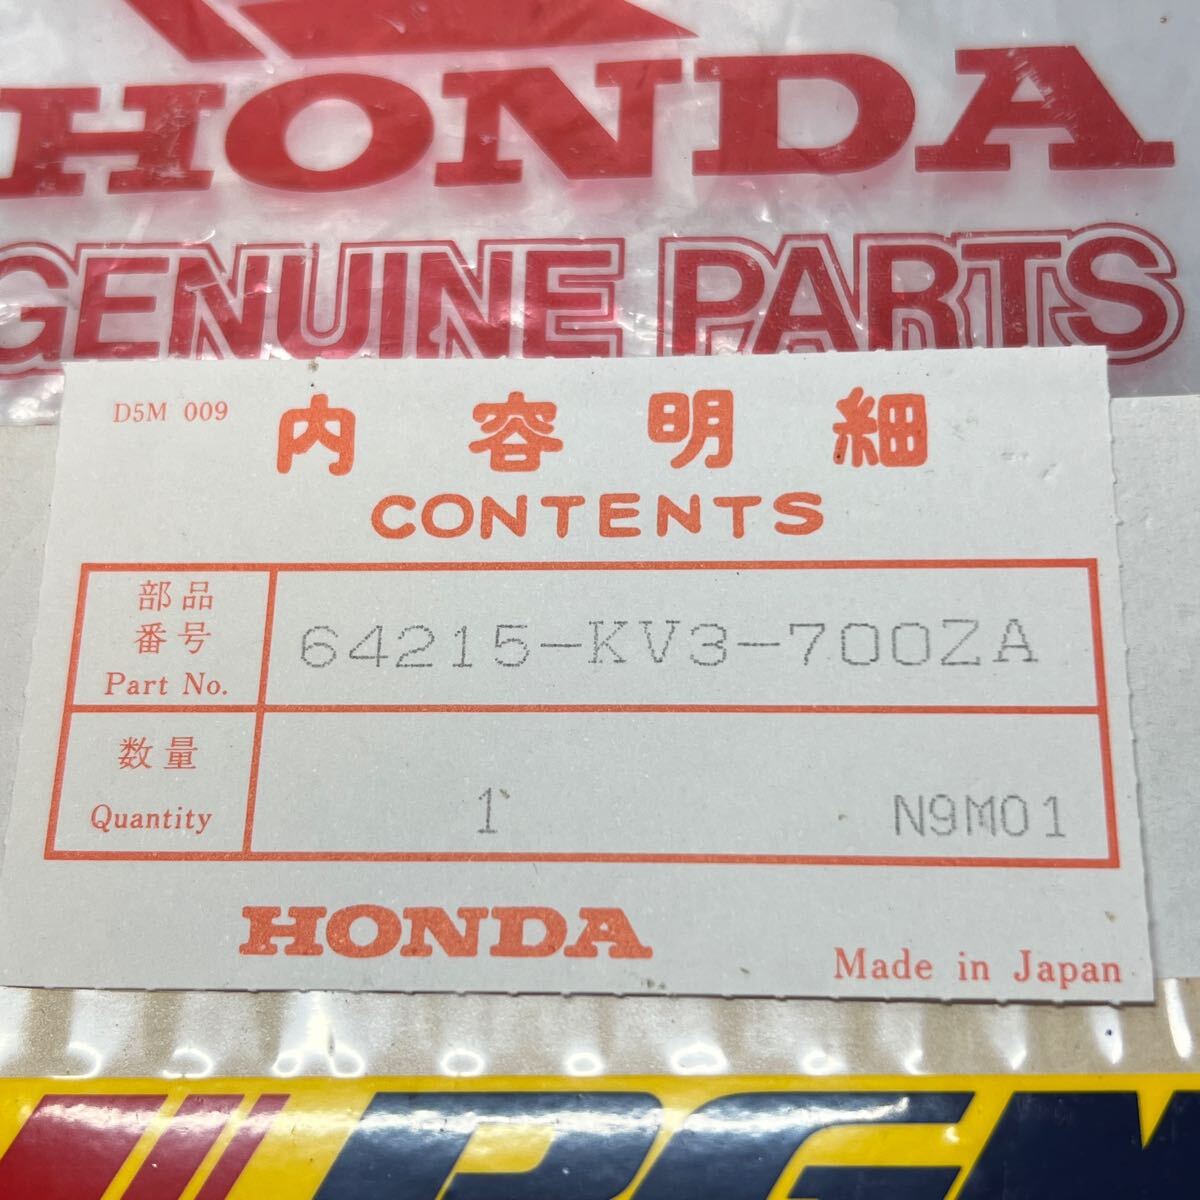 HONDA
GENUINE PARTS
D5M 009
内容明細
CONTENTS
部品
番号
Part No.
64215-KV3-700ZA
数量
Quantity
1
N9M01
HONDA
Made in Japan